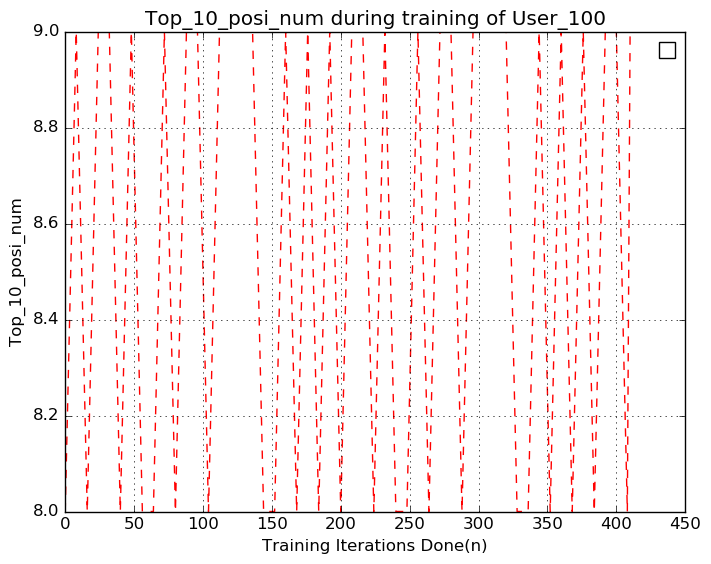 Top_10_posi_num during training of User_100
9.0
8.8
8.6
8.4
8.2
8.0
Top_10_posi_num
0 50 100 150 200 250 300 350 400 450
Training Iterations Done(n)